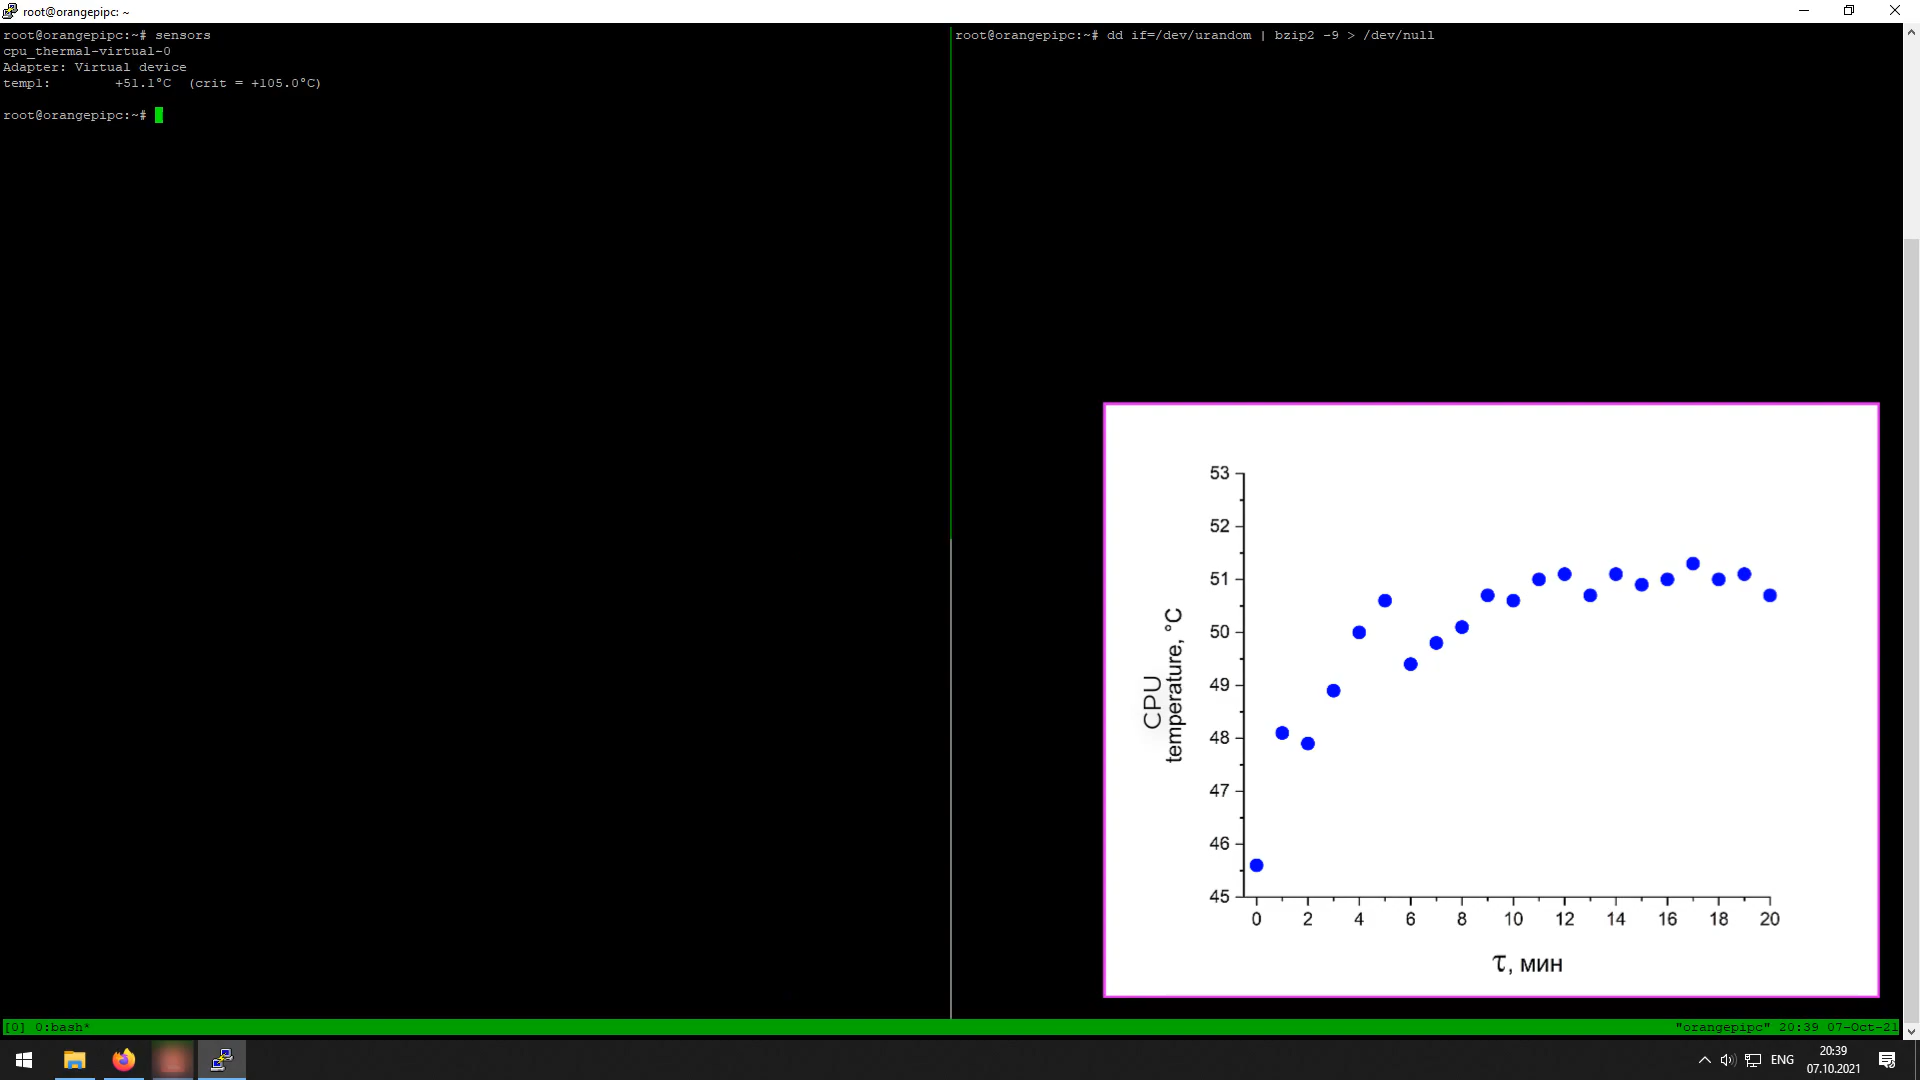 root@orangepipc: ~
root@orangepipc:~# sensors
cpu_thermal-virtual-0
Adapter: Virtual device
temp1:        +51.1°C  (crit = +105.0°C)
root@orangepipc:~#
root@orangepipc:~# dd if=/dev/urandom | bzip2 -9 > /dev/null
53
52
51
50
49
48
47
46
45
CPU
temperature, °C
0 2 4 6 8 10 12 14 16 18 20
τ, мин
[0] 0:bash*
"orangepipc" 20:39 07-Oct-21
ENG
20:39
07.10.2021